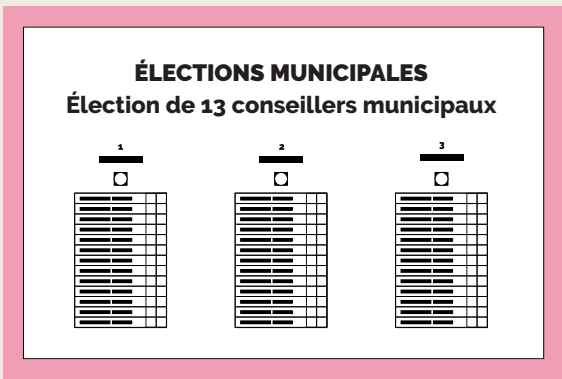 ÉLECTIONS MUNICIPALES
Élection de 13 conseillers municipaux
1 2 3